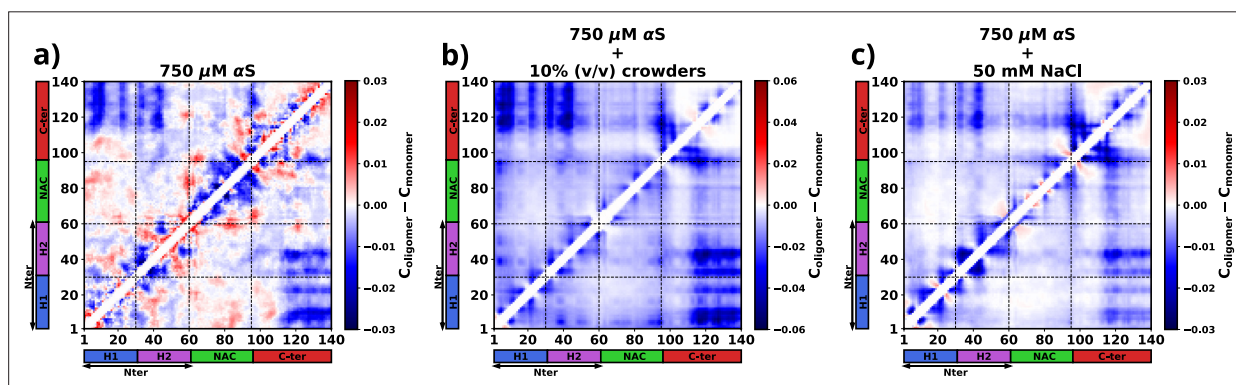 a)
750 μM αS
140
120
100
80
60
40
20
1
C-ter
NAC
H2
H1
Nter
1 20 40 60 80 100 120 140
H1 H2 NAC C-ter
Nter
0.03
0.02
0.01
0.00
−0.01
−0.02
−0.03
C_oligomer − C_monomer
b)
750 μM αS
+
10% (v/v) crowders
140
120
100
80
60
40
20
1
C-ter
NAC
H2
H1
Nter
1 20 40 60 80 100 120 140
H1 H2 NAC C-ter
Nter
0.06
0.04
0.02
0.00
−0.02
−0.04
−0.06
C_oligomer − C_monomer
c)
750 μM αS
+
50 mM NaCl
140
120
100
80
60
40
20
1
C-ter
NAC
H2
H1
Nter
1 20 40 60 80 100 120 140
H1 H2 NAC C-ter
Nter
0.03
0.02
0.01
0.00
−0.01
−0.02
−0.03
C_oligomer − C_monomer